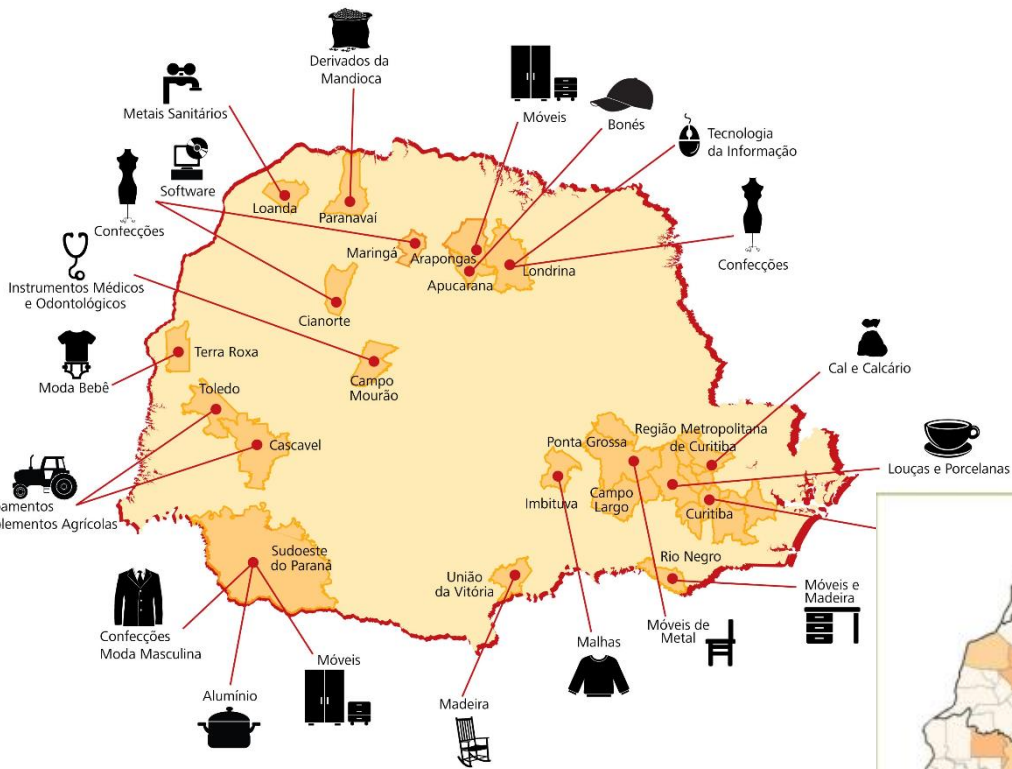 Derivados da
Mandioca
Metais Sanitários
Móveis
Bonés
Tecnologia
da Informação
Software
Confecções
Loanda
Paranavaí
Maringá
Arapongas
Apucarana
Londrina
Confecções
Instrumentos Médicos
e Odontológicos
Cianorte
Terra Roxa
Moda Bebê
Campo
Mourão
Cal e Calcário
Toledo
Cascavel
Ponta Grossa
Região Metropolitana
de Curitiba
Louças e Porcelanas
Imbituva
Campo
Largo
Curitiba
amentos
plementos Agrícolas
Sudoeste
do Paraná
União
da Vitória
Rio Negro
Móveis e
Madeira
Confecções
Moda Masculina
Móveis
Malhas
Móveis de
Metal
Alumínio
Madeira